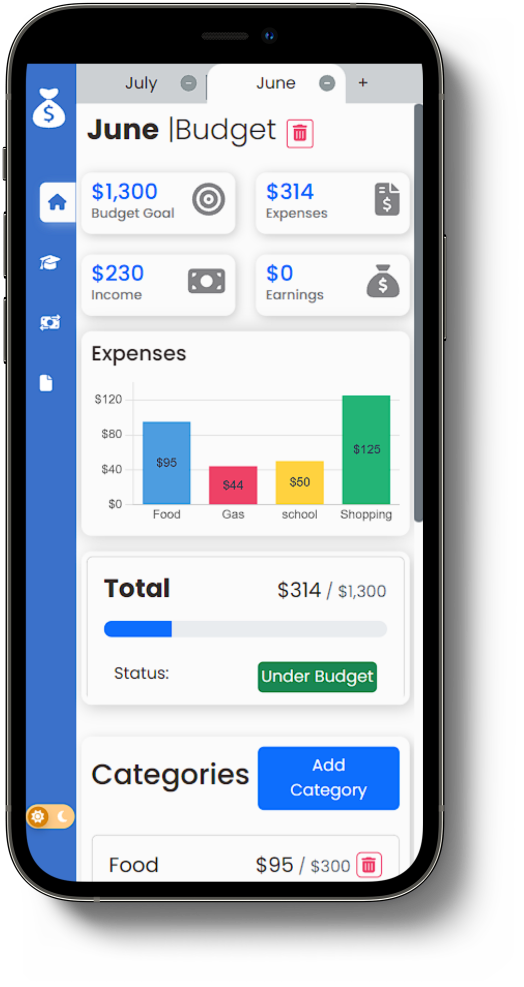 July June +
June |Budget
$1,300 $314
Budget Goal Expenses
$230 $0
Income Earnings
Expenses
$120
$80
$40
$0
$95 $44 $50 $125
Food Gas school Shopping
Total $314 / $1,300
Status: Under Budget
Categories Add
Category
Food $95 / $300